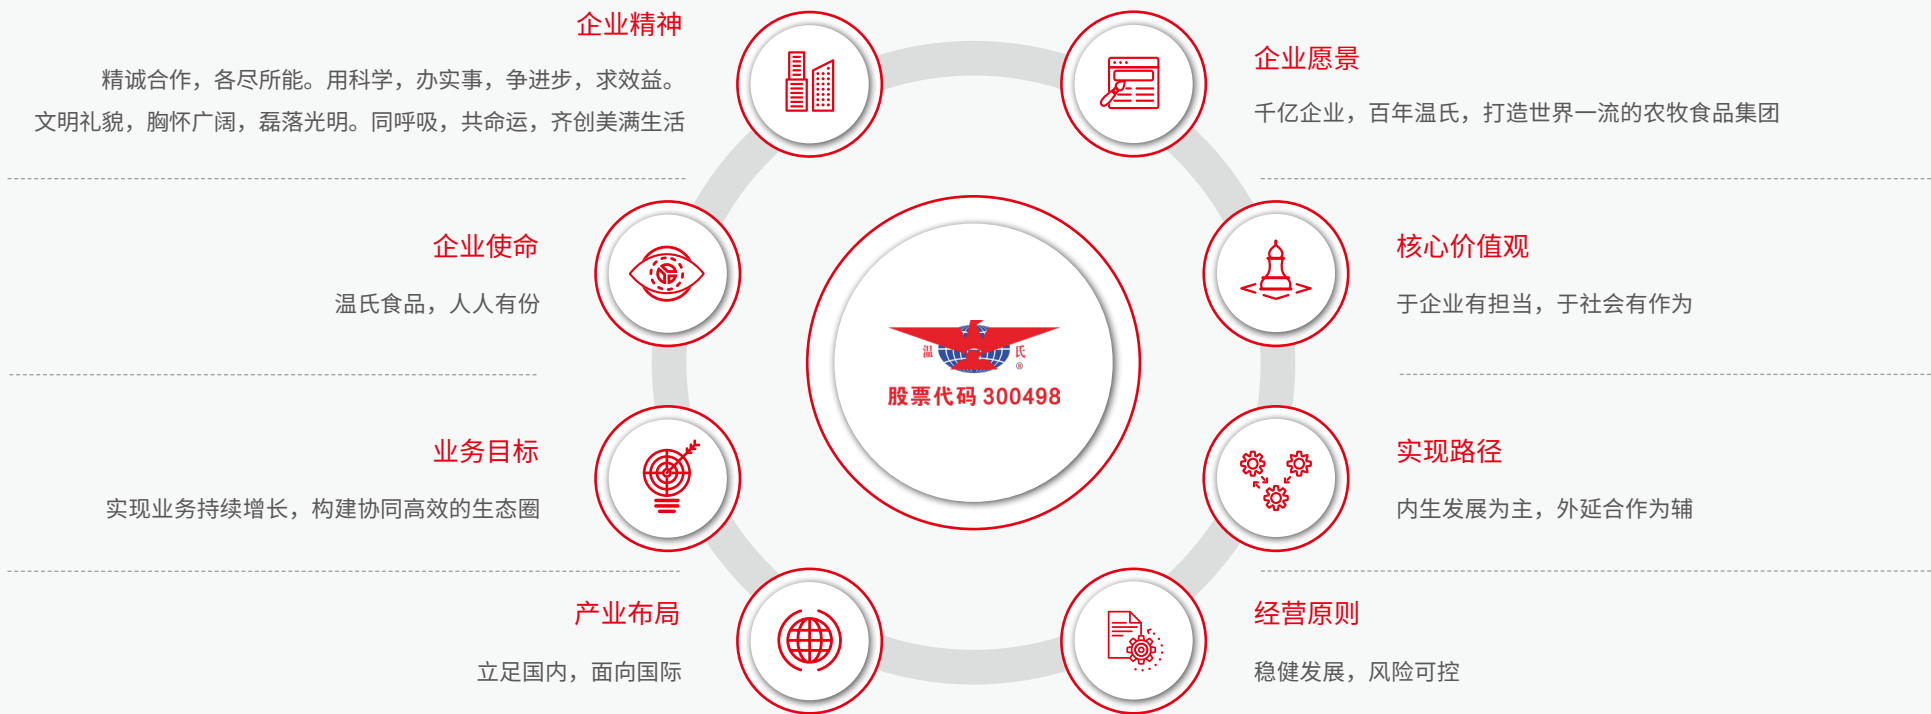 企业精神
精诚合作，各尽所能。用科学，办实事，争进步，求效益。
文明礼貌，胸怀广阔，磊落光明。同呼吸，共命运，齐创美满生活
企业愿景
千亿企业，百年温氏，打造世界一流的农牧食品集团
企业使命
温氏食品，人人有份
核心价值观
于企业有担当，于社会有作为
温 氏
®
股票代码 300498
业务目标
实现业务持续增长，构建协同高效的生态圈
实现路径
内生发展为主，外延合作为辅
产业布局
立足国内，面向国际
经营原则
稳健发展，风险可控